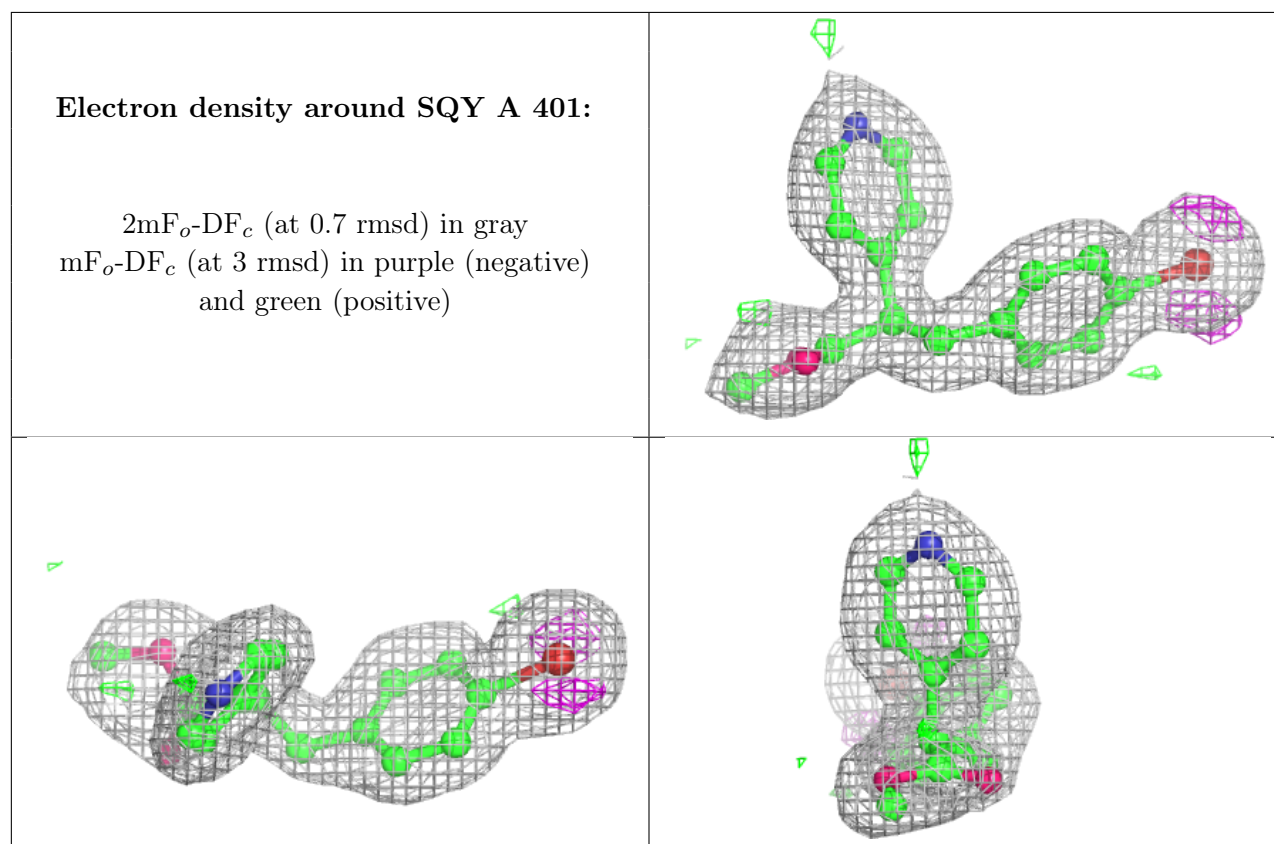 Electron density around SQY A 401:
2mFo-DFc (at 0.7 rmsd) in gray
mFo-DFc (at 3 rmsd) in purple (negative)
and green (positive)